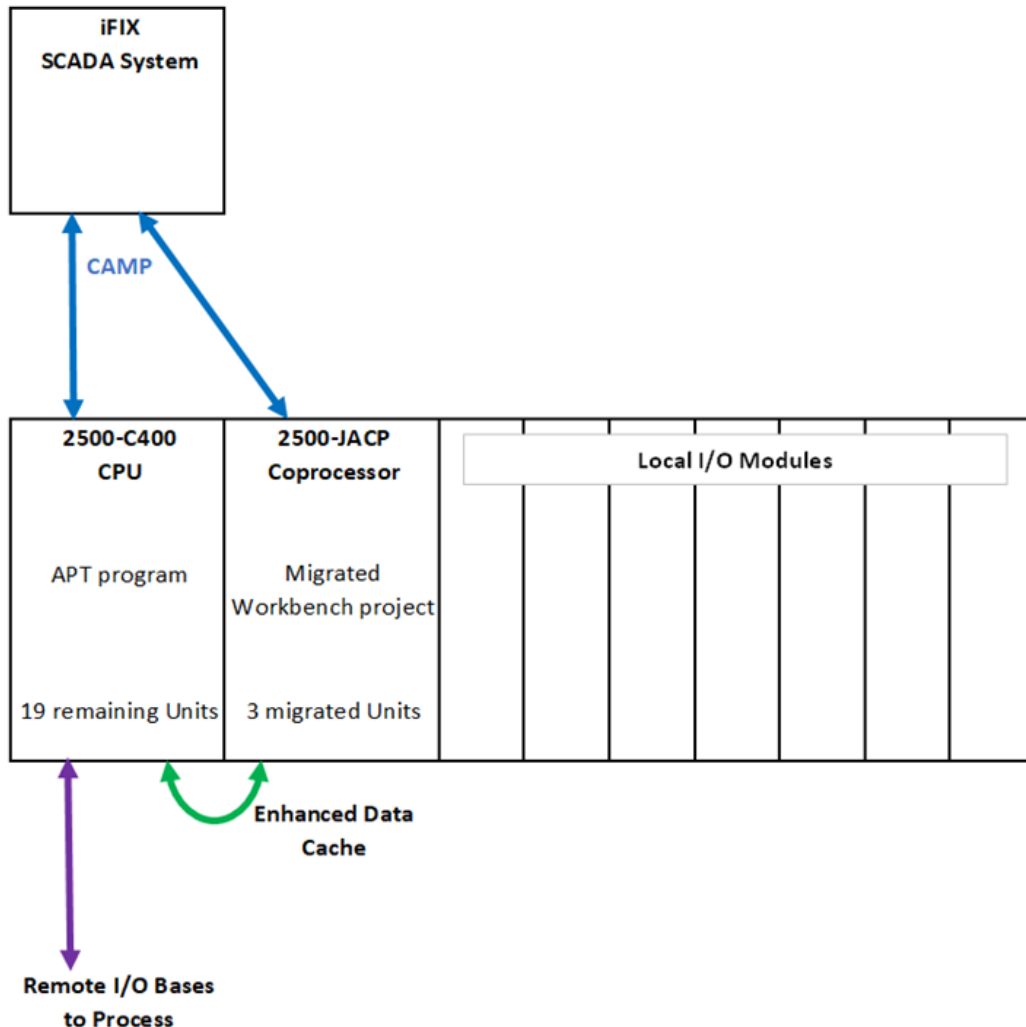 iFIX
SCADA System
CAMP
2500-C400
CPU
2500-JACP
Coprocessor
Local I/O Modules
APT program
Migrated
Workbench project
19 remaining Units
3 migrated Units
Enhanced Data
Cache
Remote I/O Bases
to Process